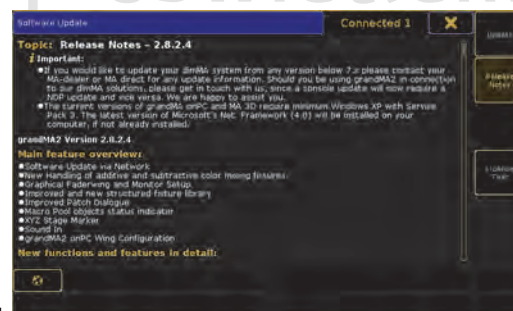 Software Update
Connected 1
Update
Release
Notes
Topic: Release Notes - 2.8.2.4
Important:
●If you would like to update your dimMA system from any version below 7.x please contact your
MA-dealer or MA direct for any update information. Should you be using grandMA2 in connection
to our dimMA solutions, please get in touch with us, since a console update will now require a
NDP update and vice versa. We are happy to assist you.
●The current versions of grandMA onPC and MA 3D require minimum Windows XP with Service
Pack 3. The latest version of Microsoft's Net. Framework (4.0) will be installed on your
computer, if not already installed.
grandMA2 Version 2.8.2.4
Main feature overview:
●Software Update via Network
●New Handling of additive and subtractive color mixing fixtures
●Graphical Faderwing and Monitor Setup
●Improved and new structured fixture library
●Improved Patch Dialogue
●Macro Pool objects status indicator
●XYZ Stage Marker
●Sound In
●grandMA2 onPC Wing Configuration
New functions and features in detail: